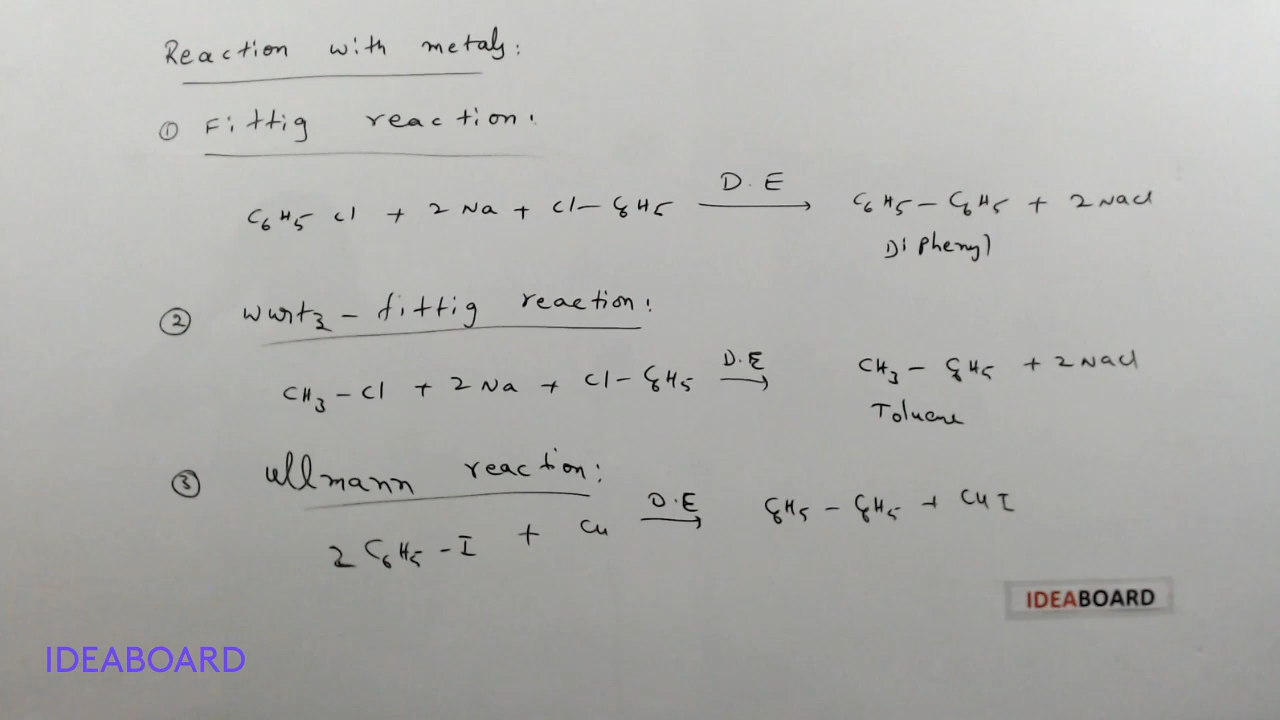 Reaction with metals:
① Fittig reaction:
C6H5 Cl + 2 Na + Cl – C6H5 D.E → C6H5 – C6H5 + 2 NaCl
Diphenyl
② Wurtz – fittig reaction:
CH3 – Cl + 2 Na + Cl – C6H5 D.E → CH3 – C6H5 + 2 NaCl
Toluene
③ Ullmann reaction:
2 C6H5 – I + Cu D.E → C6H5 – C6H5 + CuI
IDEABOARD
IDEABOARD